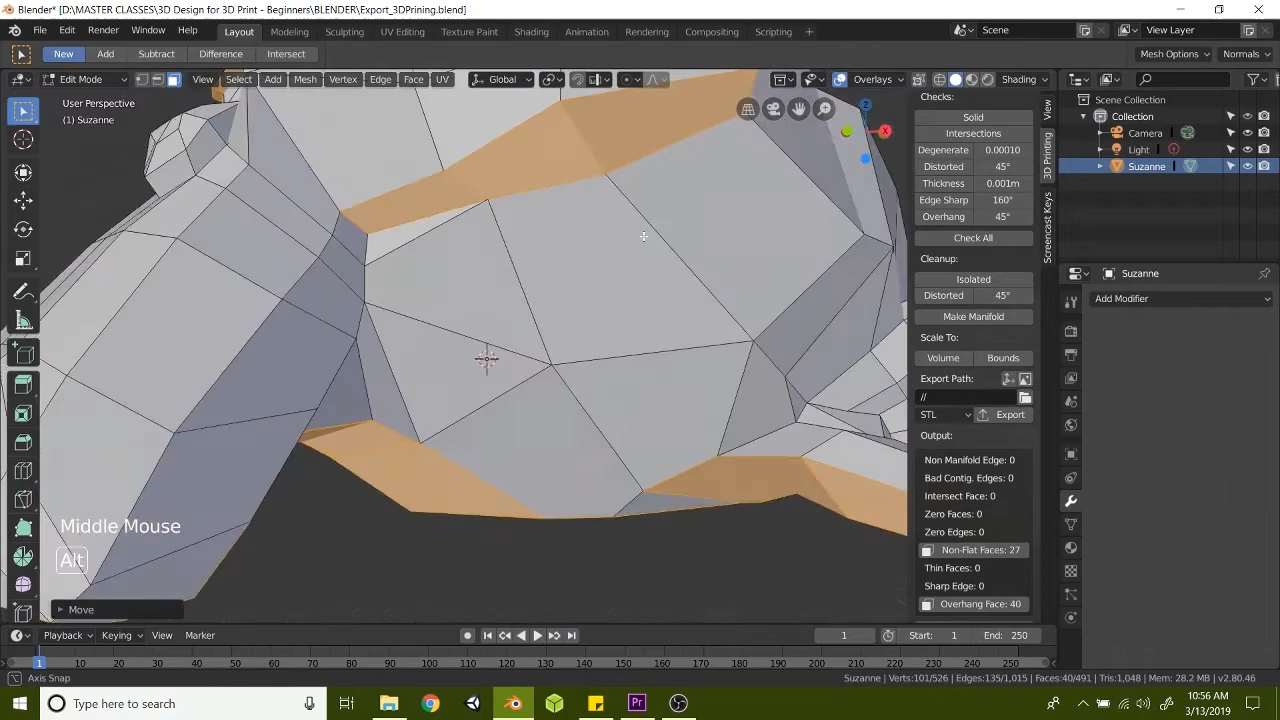 Blender* [D:\MASTER CLASSES\3D Design for 3D Print - Beginners\BLENDER\Export_3DPrining.blend]
File Edit Render Window Help Layout Modeling Sculpting UV Editing Texture Paint Shading Animation Rendering Compositing Scripting + Scene View Layer
New Add Subtract Difference Intersect Mesh Options Normals
Edit Mode View Select Add Mesh Vertex Edge Face UV Global Overlays Shading
User Perspective
(1) Suzanne
Checks:
Solid
Intersections
Degenerate 0.00010
Distorted 45°
Thickness 0.001m
Edge Sharp 160°
Overhang 45°
Check All
Cleanup:
Isolated
Distorted 45°
Make Manifold
Scale To:
Volume Bounds
Export Path:
//
STL Export
Output:
Non Manifold Edge: 0
Bad Contig. Edges: 0
Intersect Face: 0
Zero Faces: 0
Zero Edges: 0
Non-Flat Faces: 27
Thin Faces: 0
Sharp Edge: 0
Overhang Face: 40
View
3D Printing
Screencast Keys
Z
X
Scene Collection
Collection
Camera
Light
Suzanne
Suzanne
Add Modifier
Middle Mouse
Alt
Move
Playback Keying View Marker 1 Start: 1 End: 250
1 10 20 30 40 50 60 70 80 90 100 110 120 130 140 150 160 170 180 190 200 210 220 230 240 250
Axis Snap Suzanne | Verts:101/526 | Edges:135/1,015 | Faces:40/491 | Tris:1,048 | Mem: 28.2 MB | v2.80.46
Type here to search Pr 10:56 AM
3/13/2019